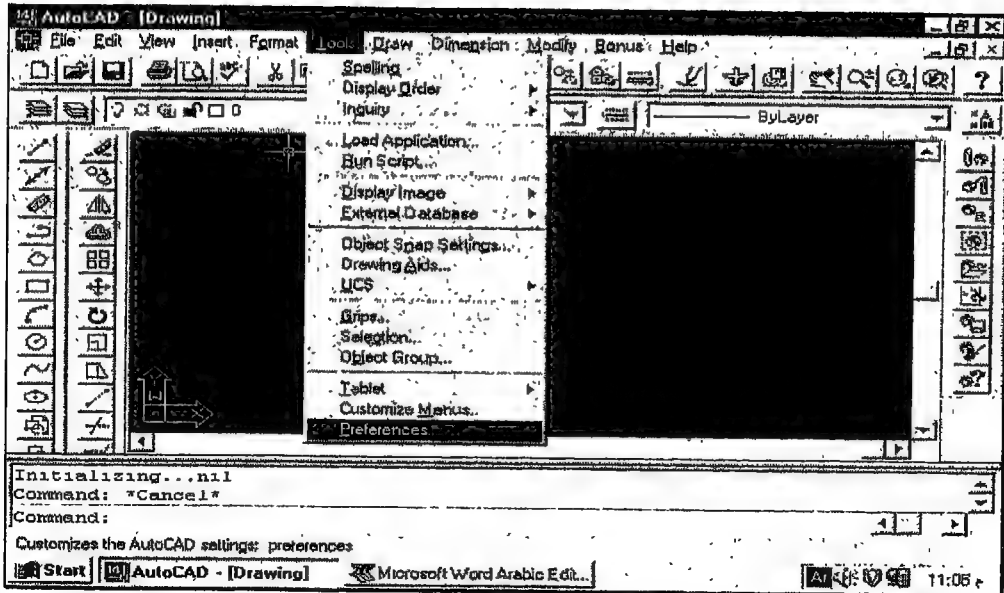 AutoCAD - [Drawing]
File Edit View Insert Format Tools Draw Dimension Modify Bonus Help
Spelling
Display Order
Inquiry
0
ByLayer
Load Application...
Run Script...
Display Image
External Database
Object Snap Settings...
Drawing Aids...
UCS
Grips...
Selection...
Object Group...
Tablet
Customize Menus...
Preferences...
W
Initializing...nil
Command: *Cancel*
Command:
Customizes the AutoCAD settings: preferences
Start AutoCAD - [Drawing] Microsoft Word Arabic Edit... Ar 11:06 م